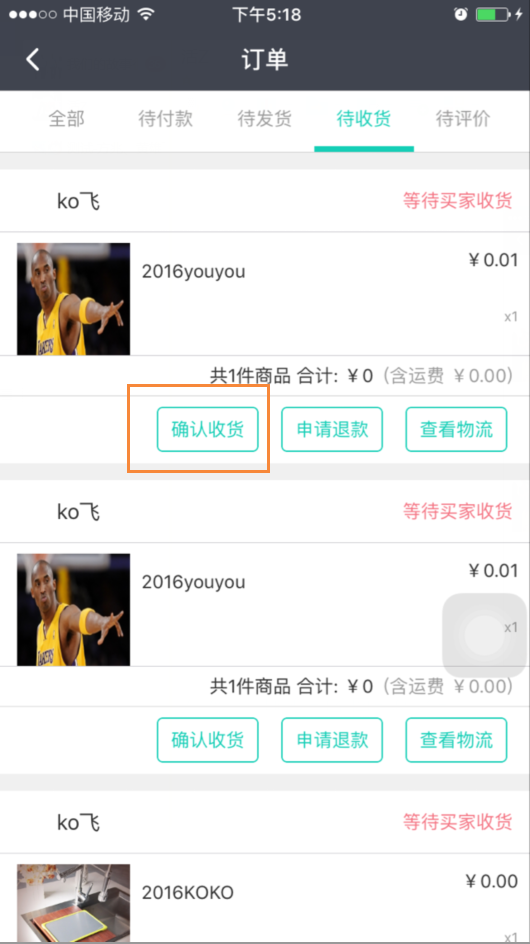 中国移动 下午5:18
订单
全部 待付款 待发货 待收货 待评价
ko飞 等待买家收货
2016youyou ¥0.01
x1
共1件商品 合计: ¥0 (含运费 ¥0.00)
确认收货 申请退款 查看物流
ko飞 等待买家收货
2016youyou ¥0.01
x1
共1件商品 合计: ¥0 (含运费 ¥0.00)
确认收货 申请退款 查看物流
ko飞 等待买家收货
2016KOKO ¥0.00
x1